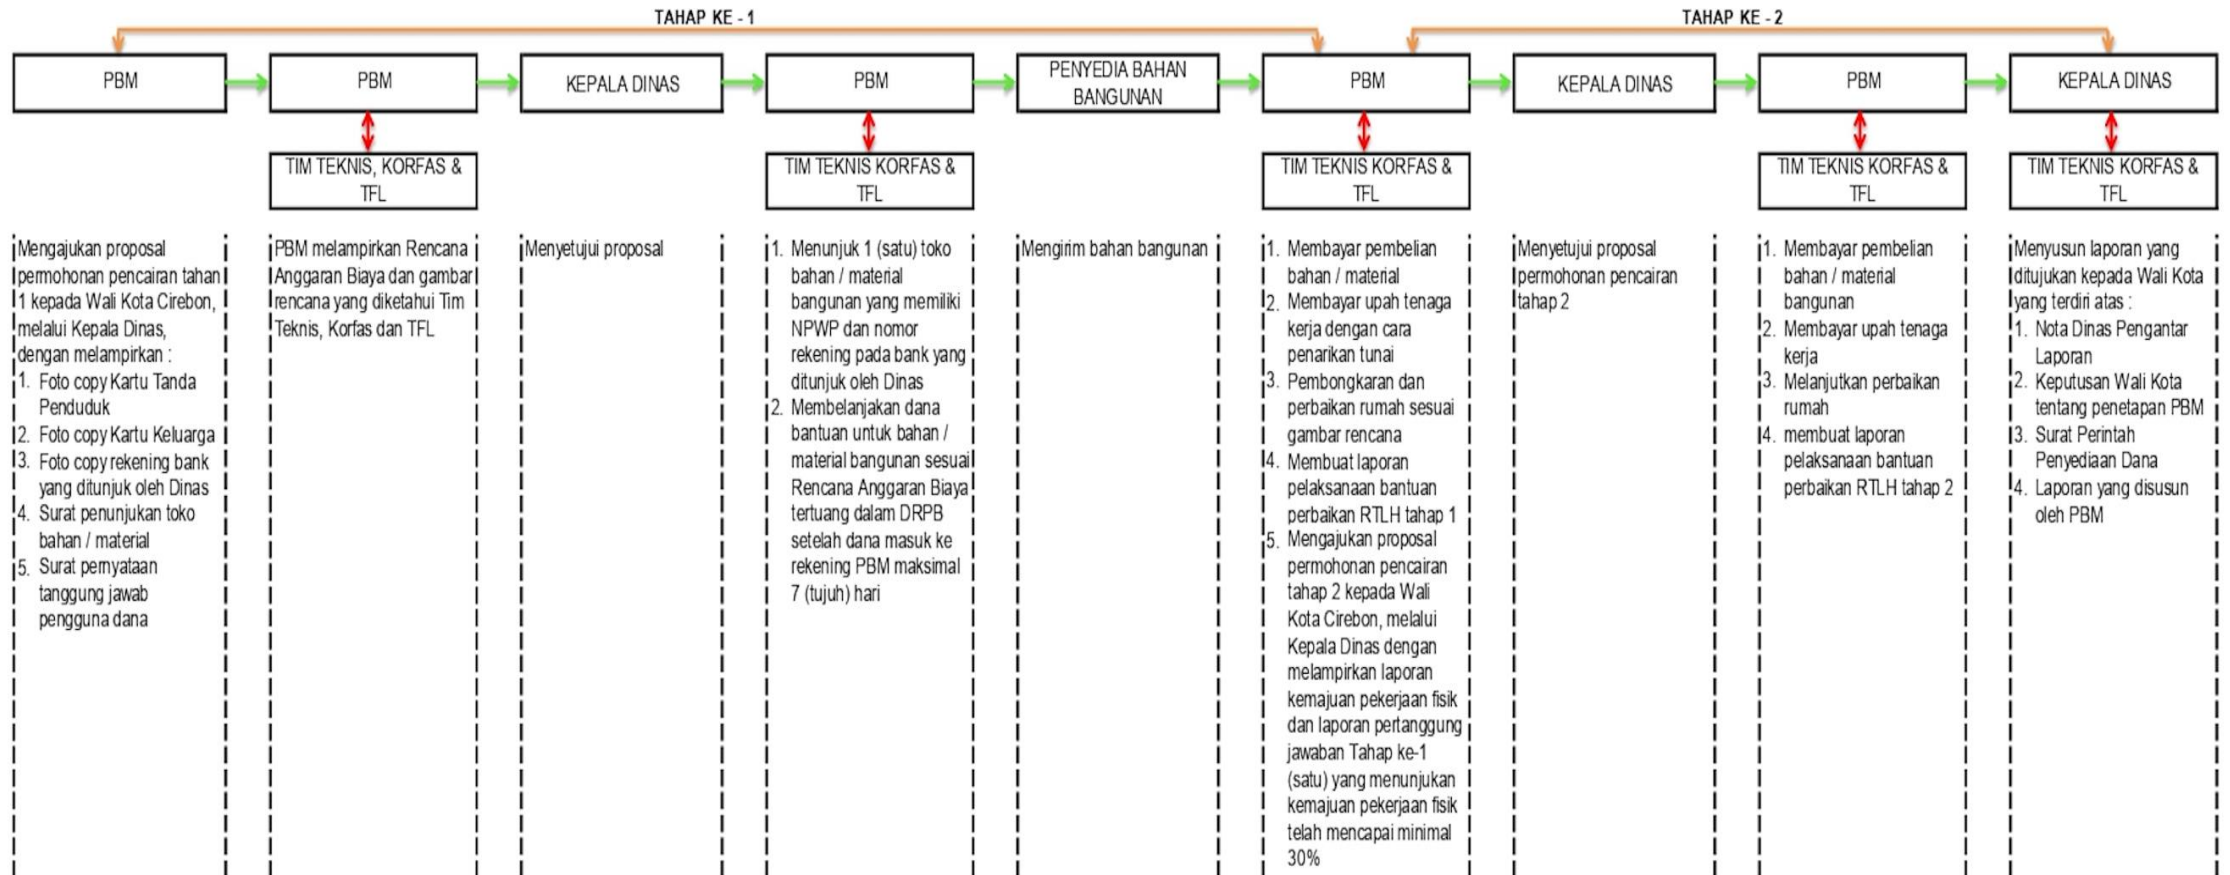 TAHAP KE - 1
TAHAP KE - 2
PBM
PBM
KEPALA DINAS
PBM
PENYEDIA BAHAN
BANGUNAN
PBM
KEPALA DINAS
PBM
KEPALA DINAS
TIM TEKNIS, KORFAS &
TFL
TIM TEKNIS KORFAS &
TFL
TIM TEKNIS KORFAS &
TFL
TIM TEKNIS KORFAS &
TFL
TIM TEKNIS KORFAS &
TFL
Mengajukan proposal
permohonan pencairan tahan
1 kepada Wali Kota Cirebon,
melalui Kepala Dinas,
dengan melampirkan :
1. Foto copy Kartu Tanda
Penduduk
2. Foto copy Kartu Keluarga
3. Foto copy rekening bank
yang ditunjuk oleh Dinas
4. Surat penunjukan toko
bahan / material
5. Surat pernyataan
tanggung jawab
pengguna dana
PBM melampirkan Rencana
Anggaran Biaya dan gambar
rencana yang diketahui Tim
Teknis, Korfas dan TFL
Menyetujui proposal
1. Menunjuk 1 (satu) toko
bahan / material
bangunan yang memiliki
NPWP dan nomor
rekening pada bank yang
ditunjuk oleh Dinas
2. Membelanjakan dana
bantuan untuk bahan /
material bangunan sesuai
Rencana Anggaran Biaya
tertuang dalam DRPB
setelah dana masuk ke
rekening PBM maksimal
7 (tujuh) hari
Mengirim bahan bangunan
1. Membayar pembelian
bahan / material
2. Membayar upah tenaga
kerja dengan cara
penarikan tunai
3. Pembongkaran dan
perbaikan rumah sesuai
gambar rencana
4. Membuat laporan
pelaksanaan bantuan
perbaikan RTLH tahap 1
5. Mengajukan proposal
permohonan pencairan
tahap 2 kepada Wali
Kota Cirebon, melalui
Kepala Dinas dengan
melampirkan laporan
kemajuan pekerjaan fisik
dan laporan pertanggung
jawaban Tahap ke-1
(satu) yang menunjukan
kemajuan pekerjaan fisik
telah mencapai minimal
30%
Menyetujui proposal
permohonan pencairan
tahap 2
1. Membayar pembelian
bahan / material
bangunan
2. Membayar upah tenaga
kerja
3. Melanjutkan perbaikan
rumah
4. membuat laporan
pelaksanaan bantuan
perbaikan RTLH tahap 2
Menyusun laporan yang
ditujukan kepada Wali Kota
yang terdiri atas :
1. Nota Dinas Pengantar
Laporan
2. Keputusan Wali Kota
tentang penetapan PBM
3. Surat Perintah
Penyediaan Dana
4. Laporan yang disusun
oleh PBM